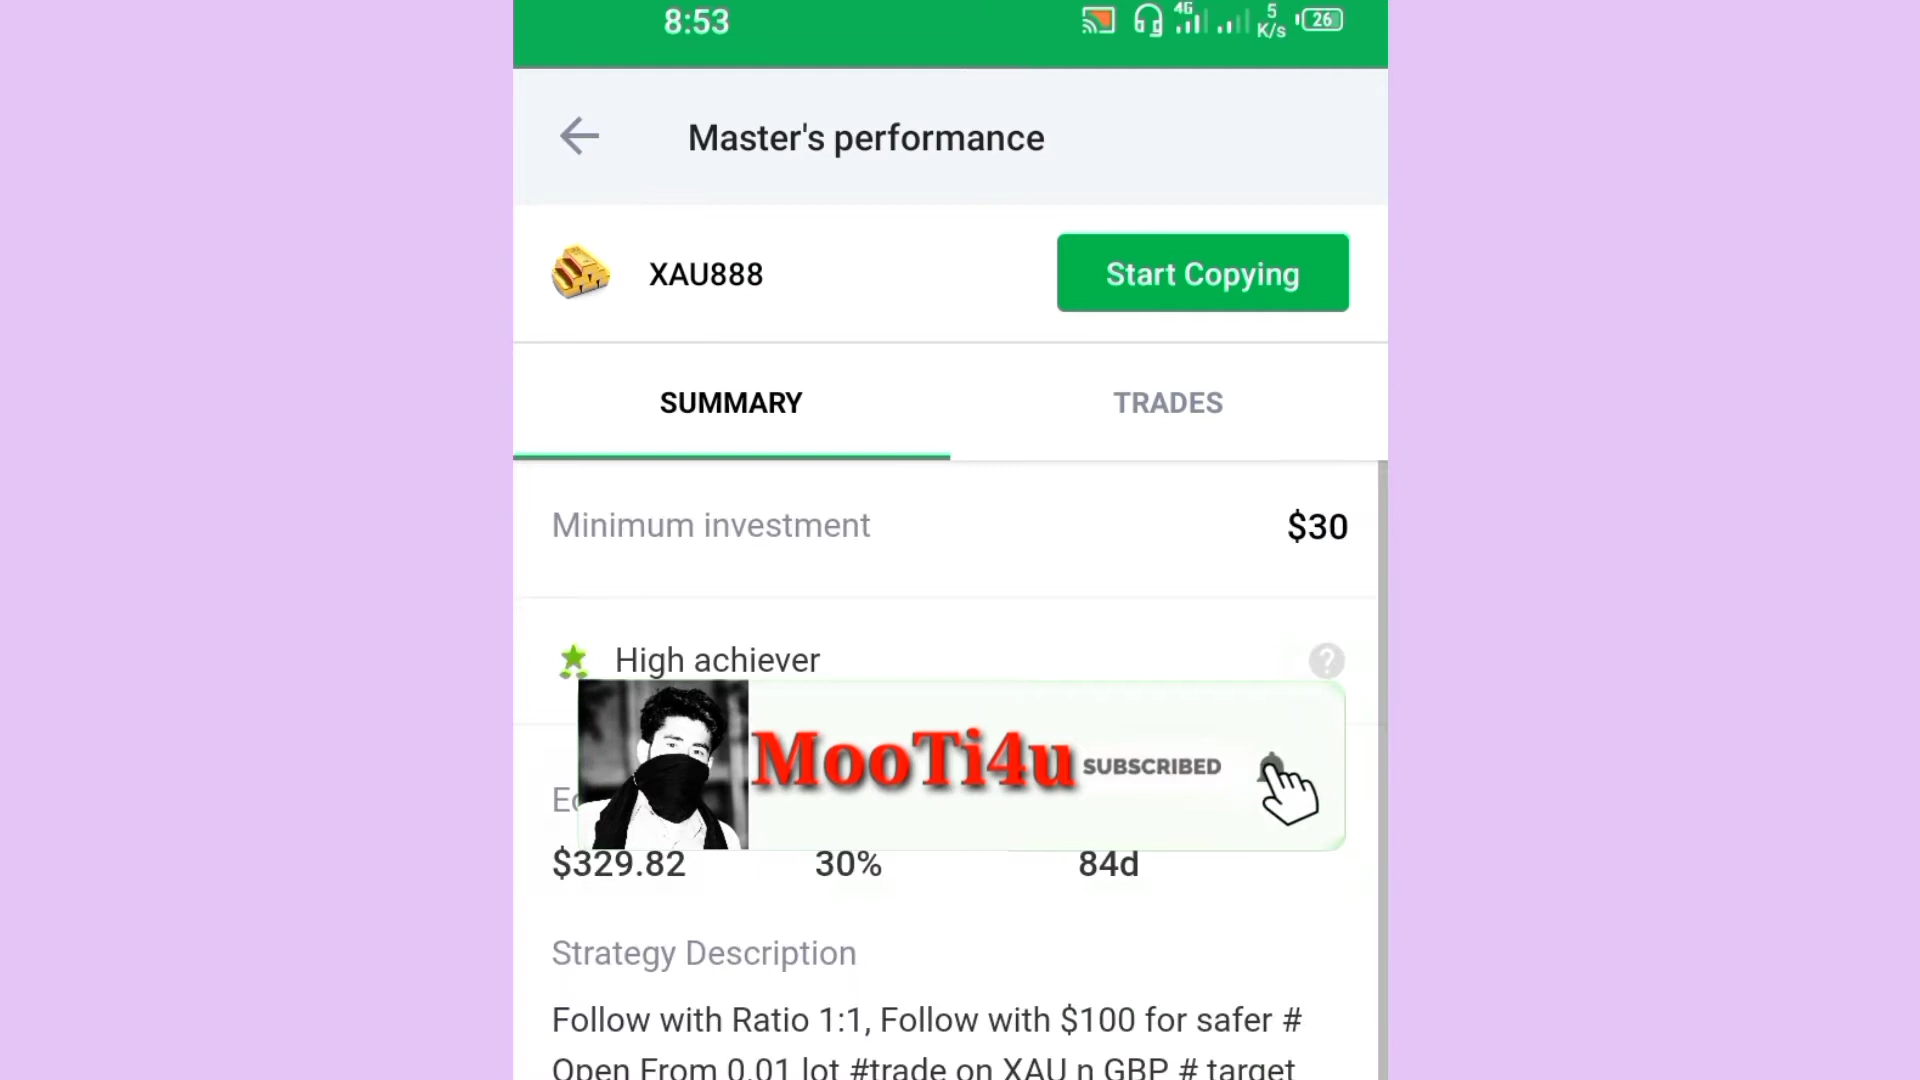 8:53
4G
5
K/s
26
Master's performance
XAU888
Start Copying
SUMMARY
TRADES
Minimum investment
$30
High achiever
?
MooTi4u
SUBSCRIBED
$329.82
30%
84d
Strategy Description
Follow with Ratio 1:1, Follow with $100 for safer #
Open From 0.01 lot #trade on XAU n GBP # target